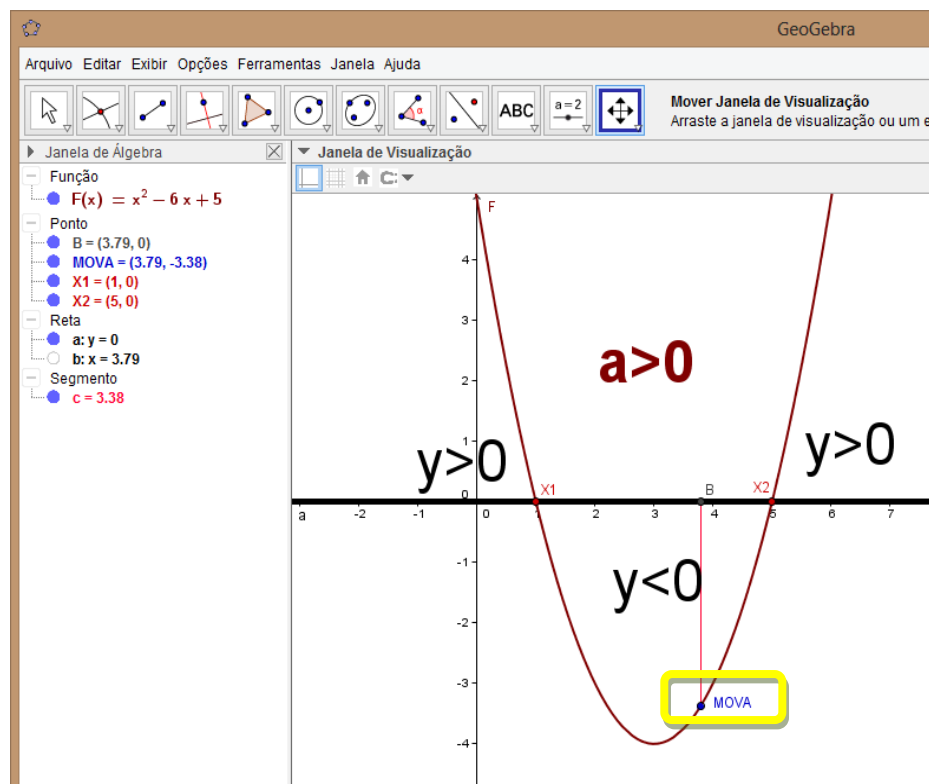 GeoGebra
Arquivo Editar Exibir Opções Ferramentas Janela Ajuda
ABC
a=2
α
Mover Janela de Visualização
Arraste a janela de visualização ou um e
Janela de Álgebra
Função
F(x) = x² − 6 x + 5
Ponto
B = (3.79, 0)
MOVA = (3.79, -3.38)
X1 = (1, 0)
X2 = (5, 0)
Reta
a: y = 0
b: x = 3.79
Segmento
c = 3.38
Janela de Visualização
F
4
3
a>0
2
1
y>0
y>0
0
X1
B
X2
a -2 -1 0 1 2 3 4 5 6 7
-1
y<0
-2
-3
MOVA
-4